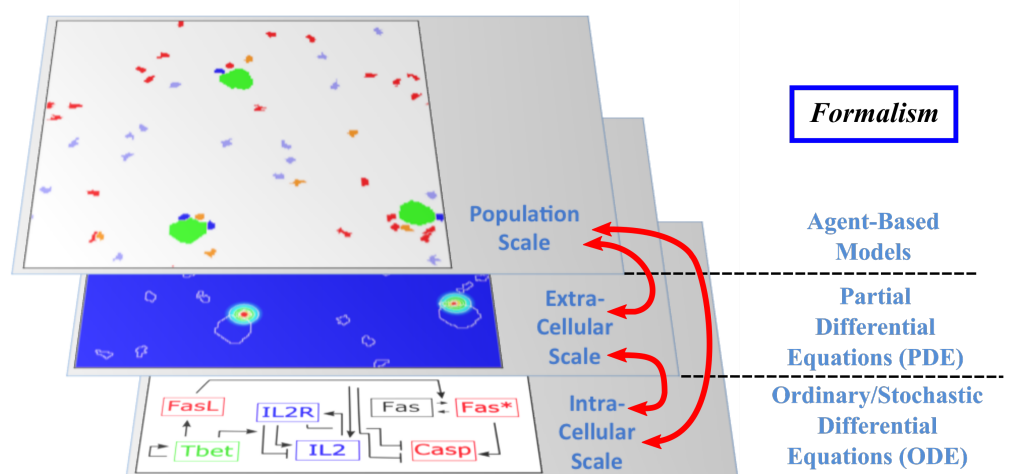 Formalism
Population
Scale
Agent-Based
Models
Extra-
Cellular
Scale
Partial
Differential
Equations (PDE)
Intra-
Cellular
Scale
Ordinary/Stochastic
Differential
Equations (ODE)
FasL
IL2R
Fas
Fas*
Tbet
IL2
Casp